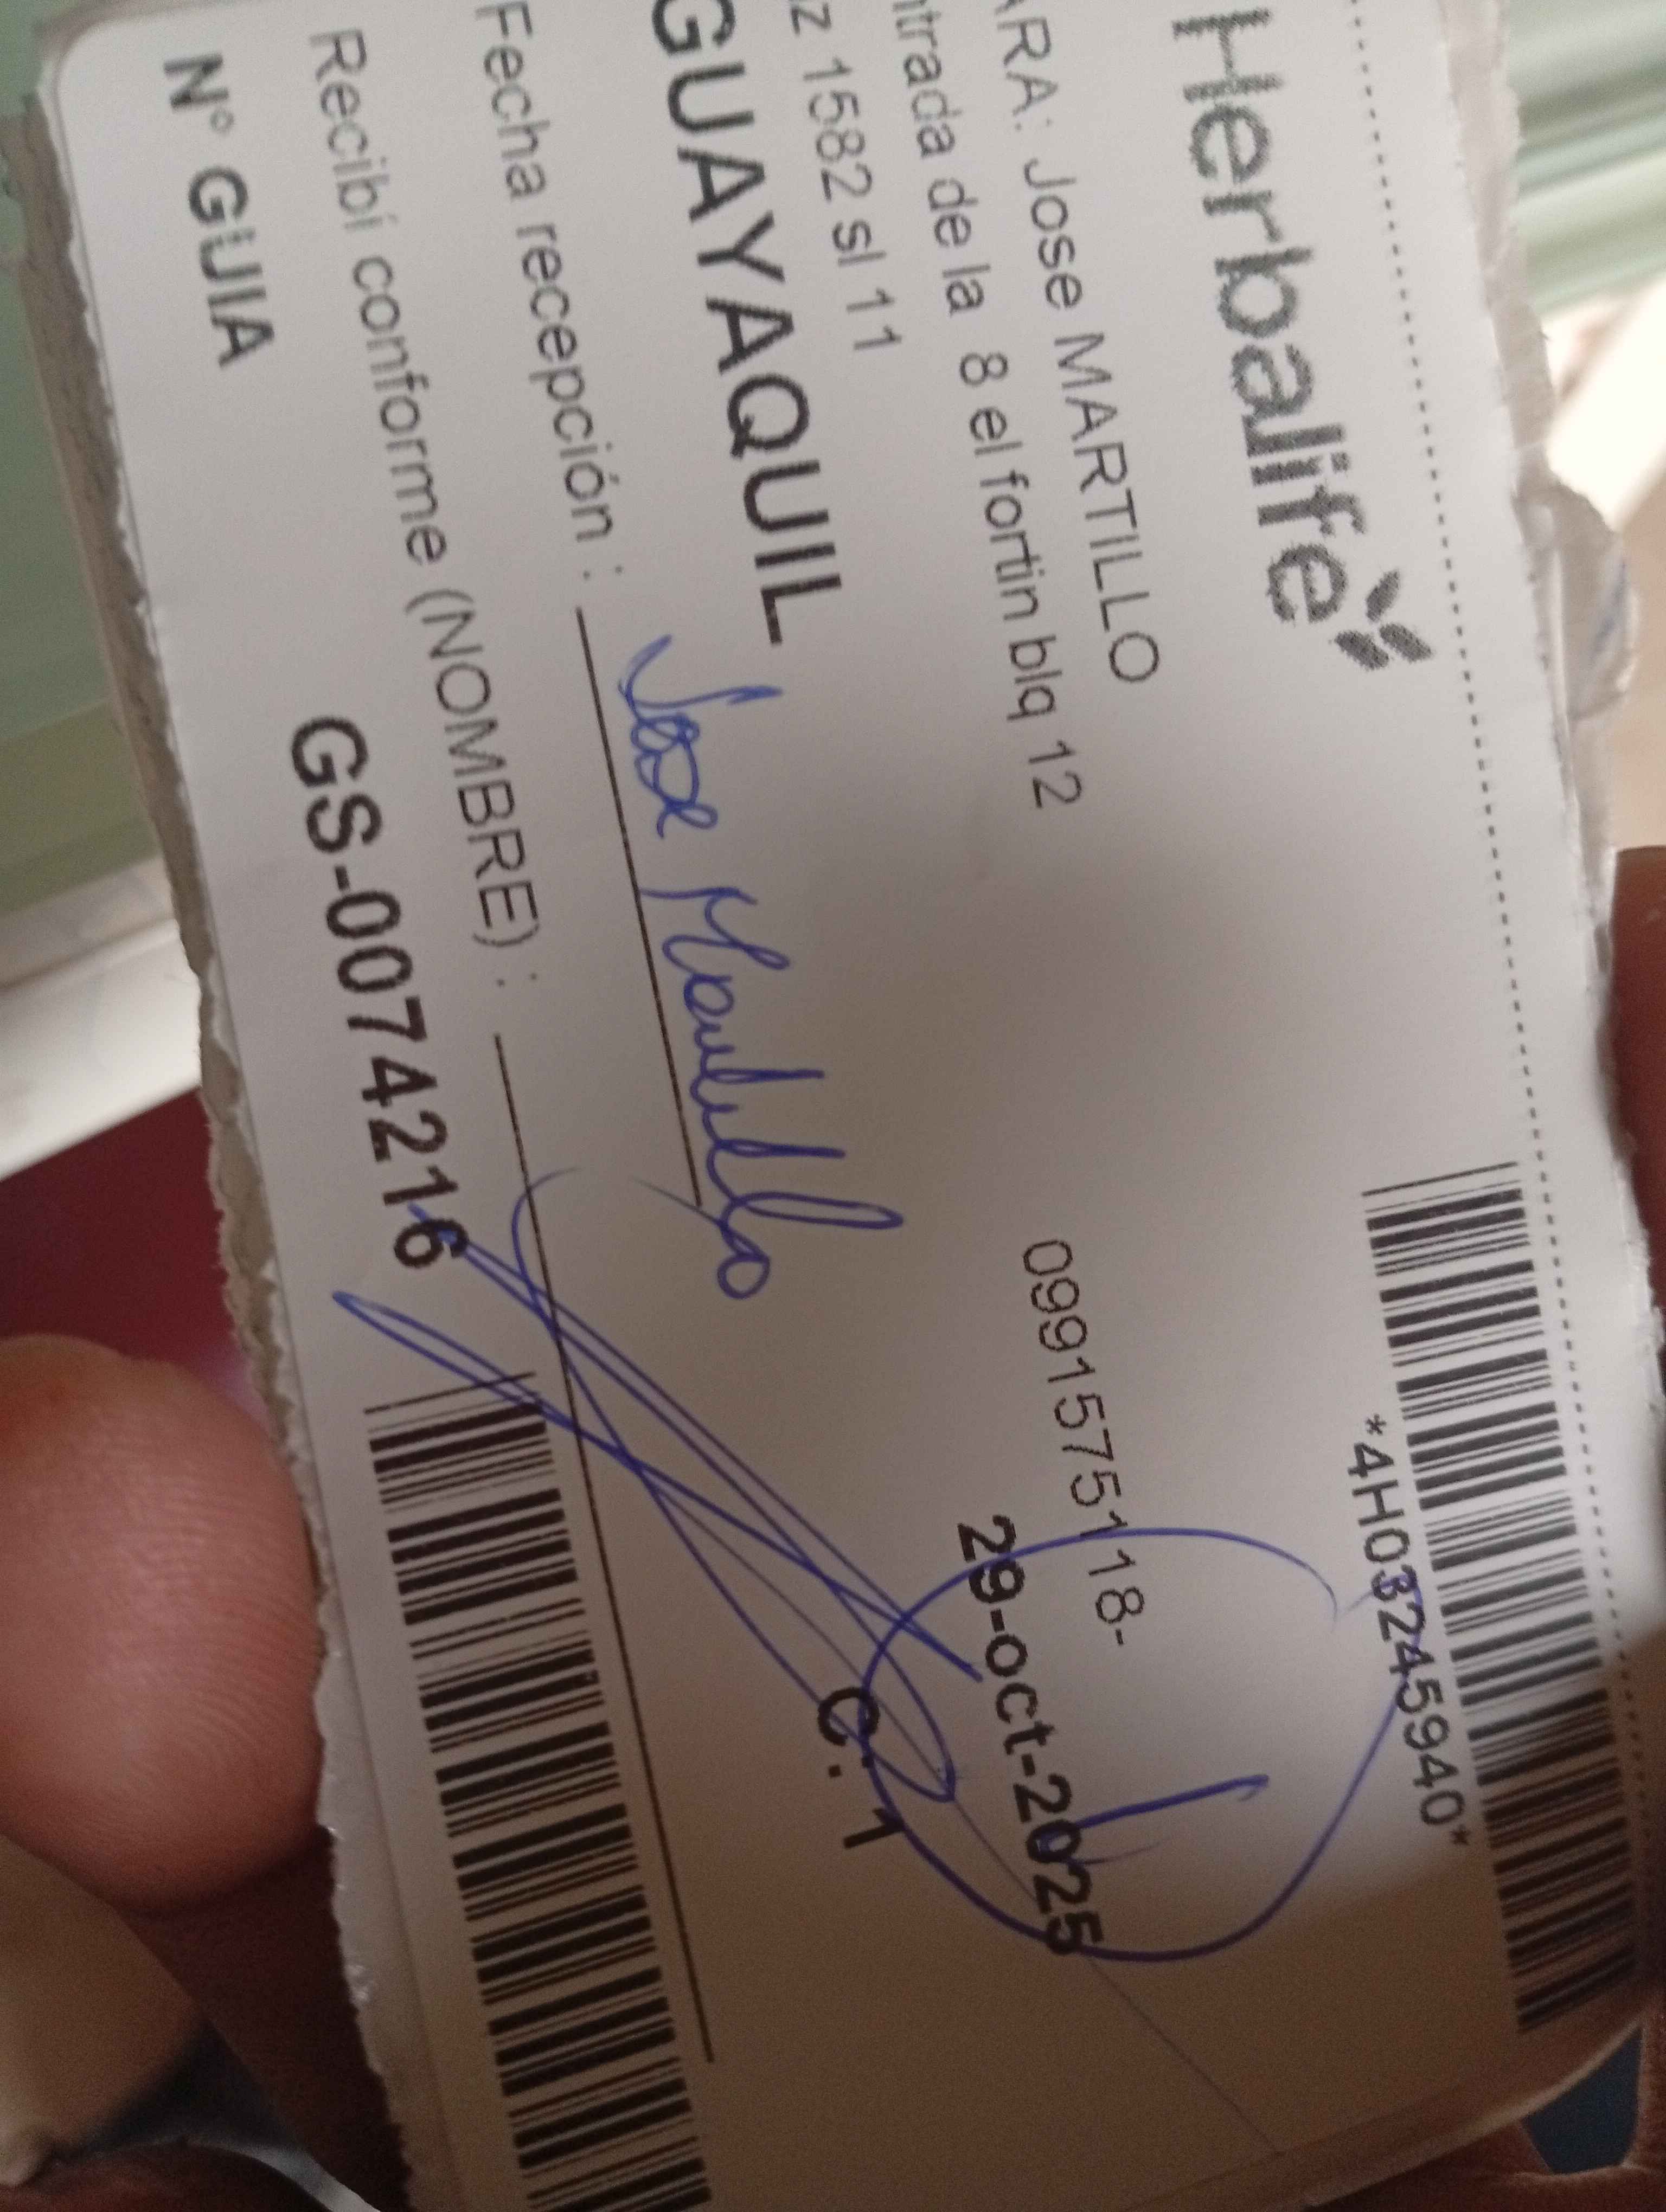 Herbalife
*4H03245940*
ARA: Jose MARTILLO
0991575118-
ntrada de la 8 el fortin blq 12
29-oct-2025
z 1582 sl 11
GUAYAQUIL
C: 1
Jose Martillo
Fecha recepción :
Recibí conforme (NOMBRE) :
N° GUIA
GS-00742216